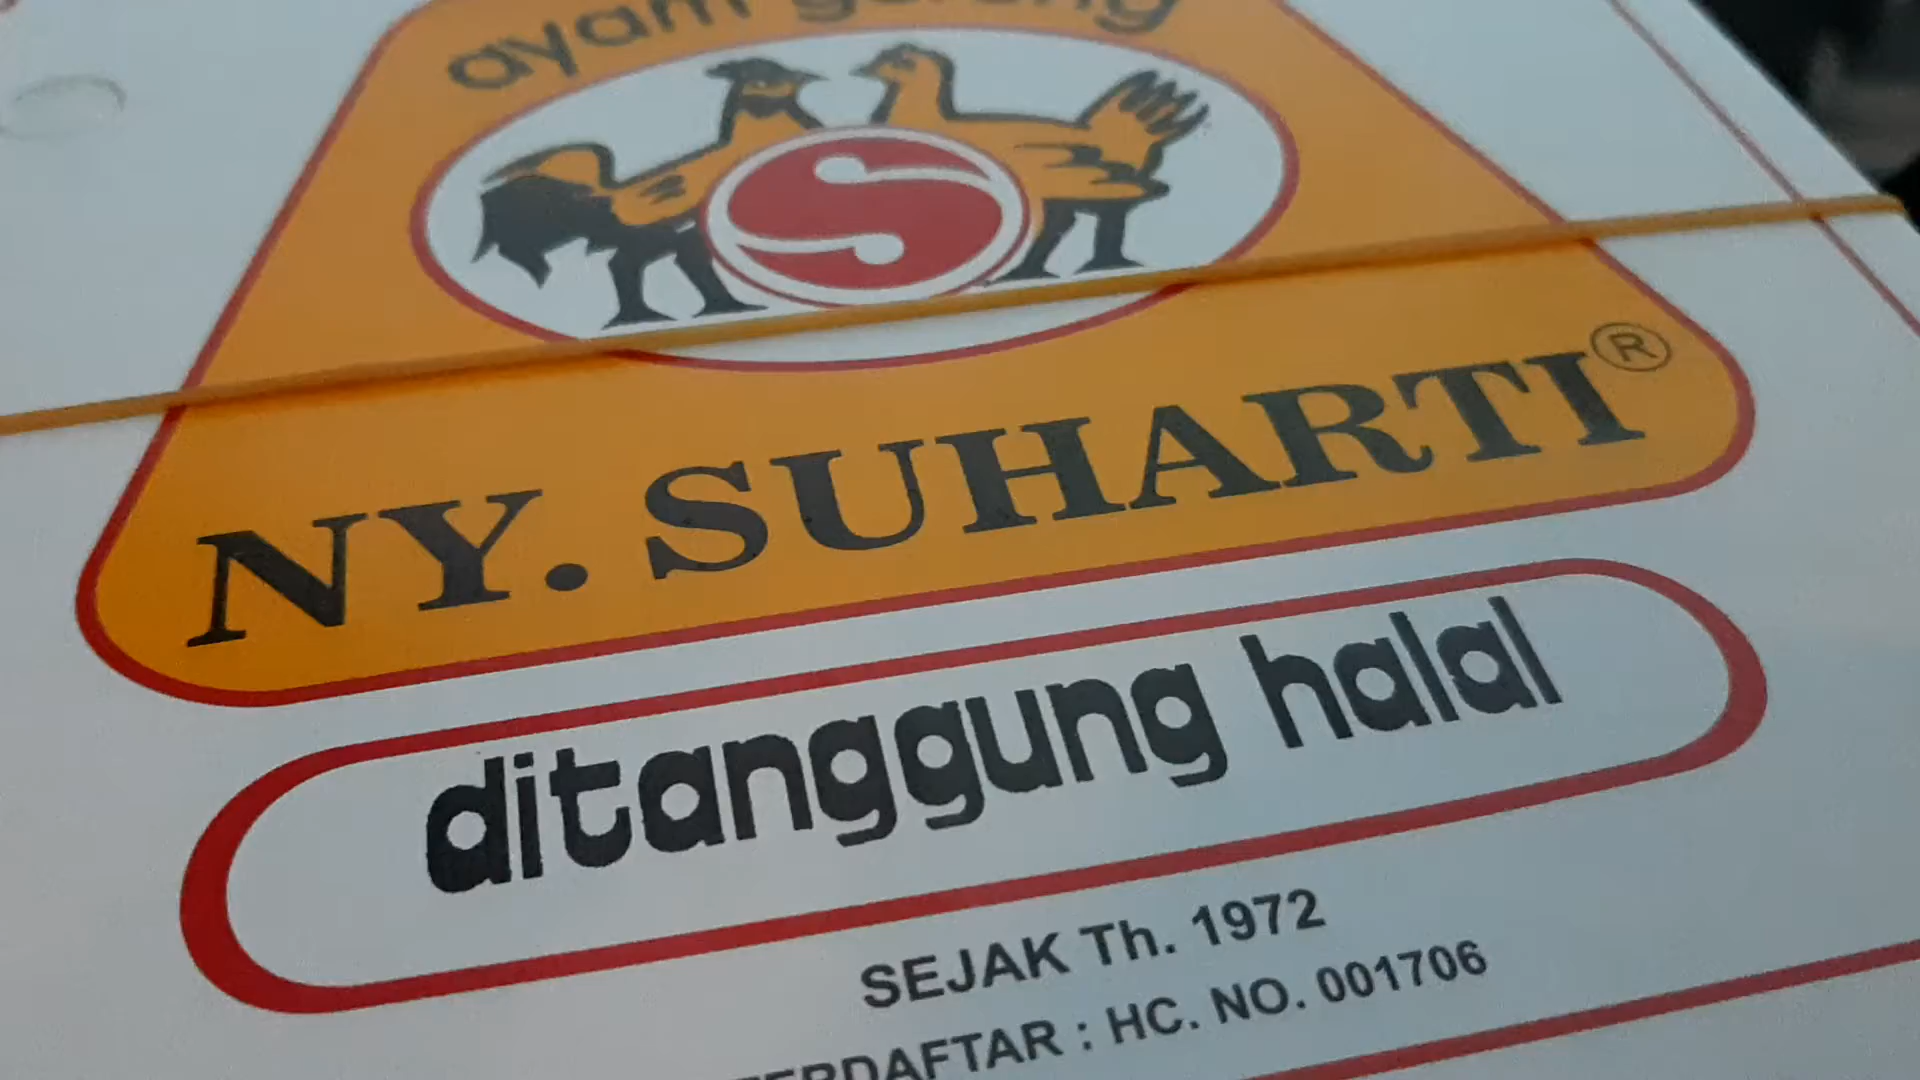 ayam goreng
S
NY. SUHARTI ®
ditanggung halal
SEJAK Th. 1972
TERDAFTAR : HC. NO. 001706